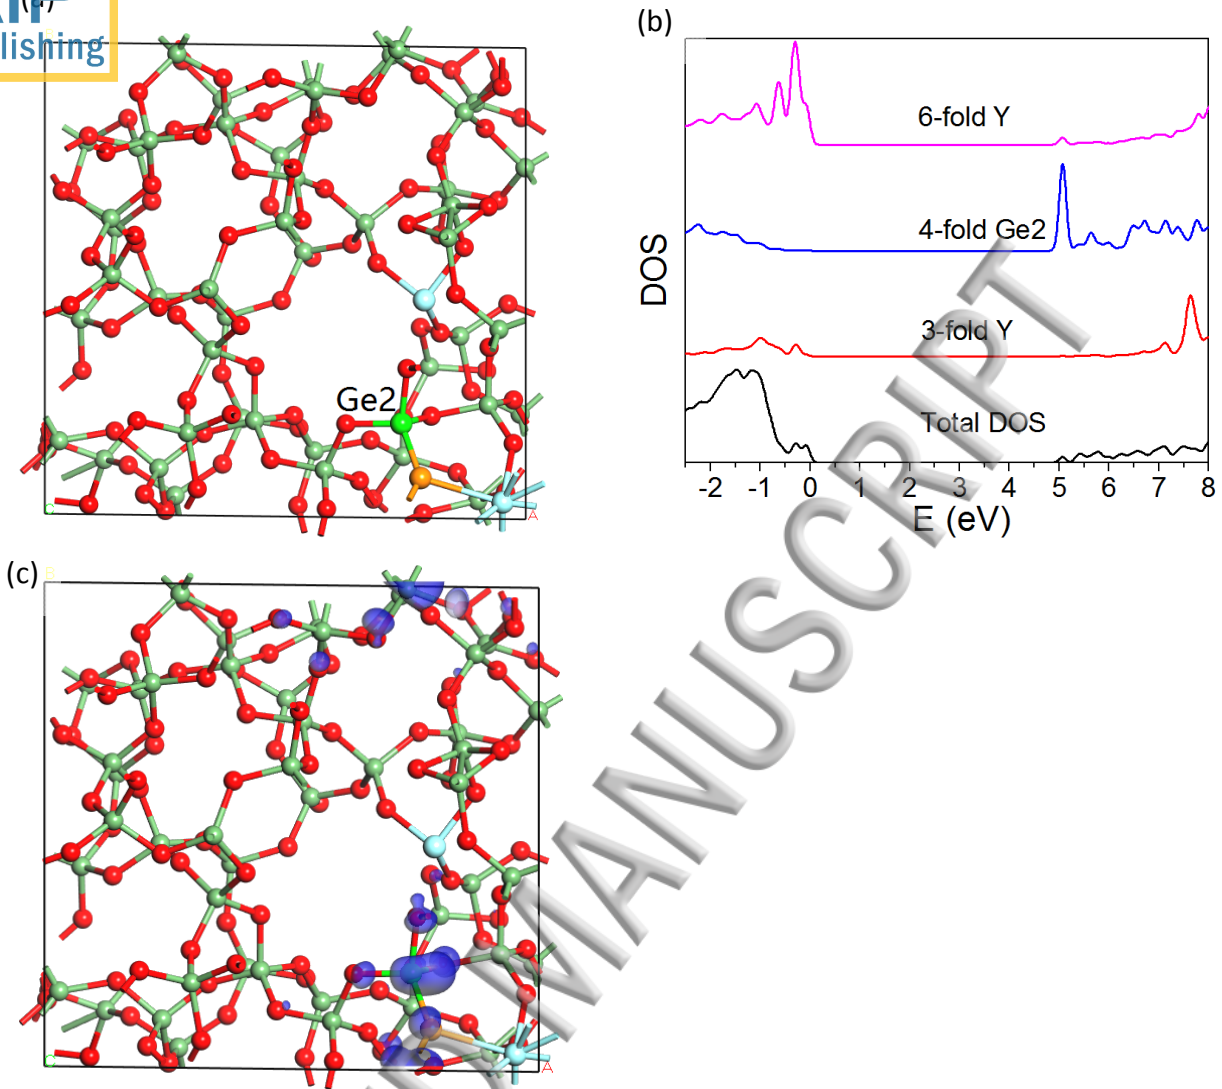 (a)
lishing
Ge2
A
(b)
6-fold Y
4-fold Ge2
3-fold Y
Total DOS
DOS
-2 -1 0 1 2 3 4 5 6 7 8
E (eV)
(c)
B
A
MANUSCRIPT